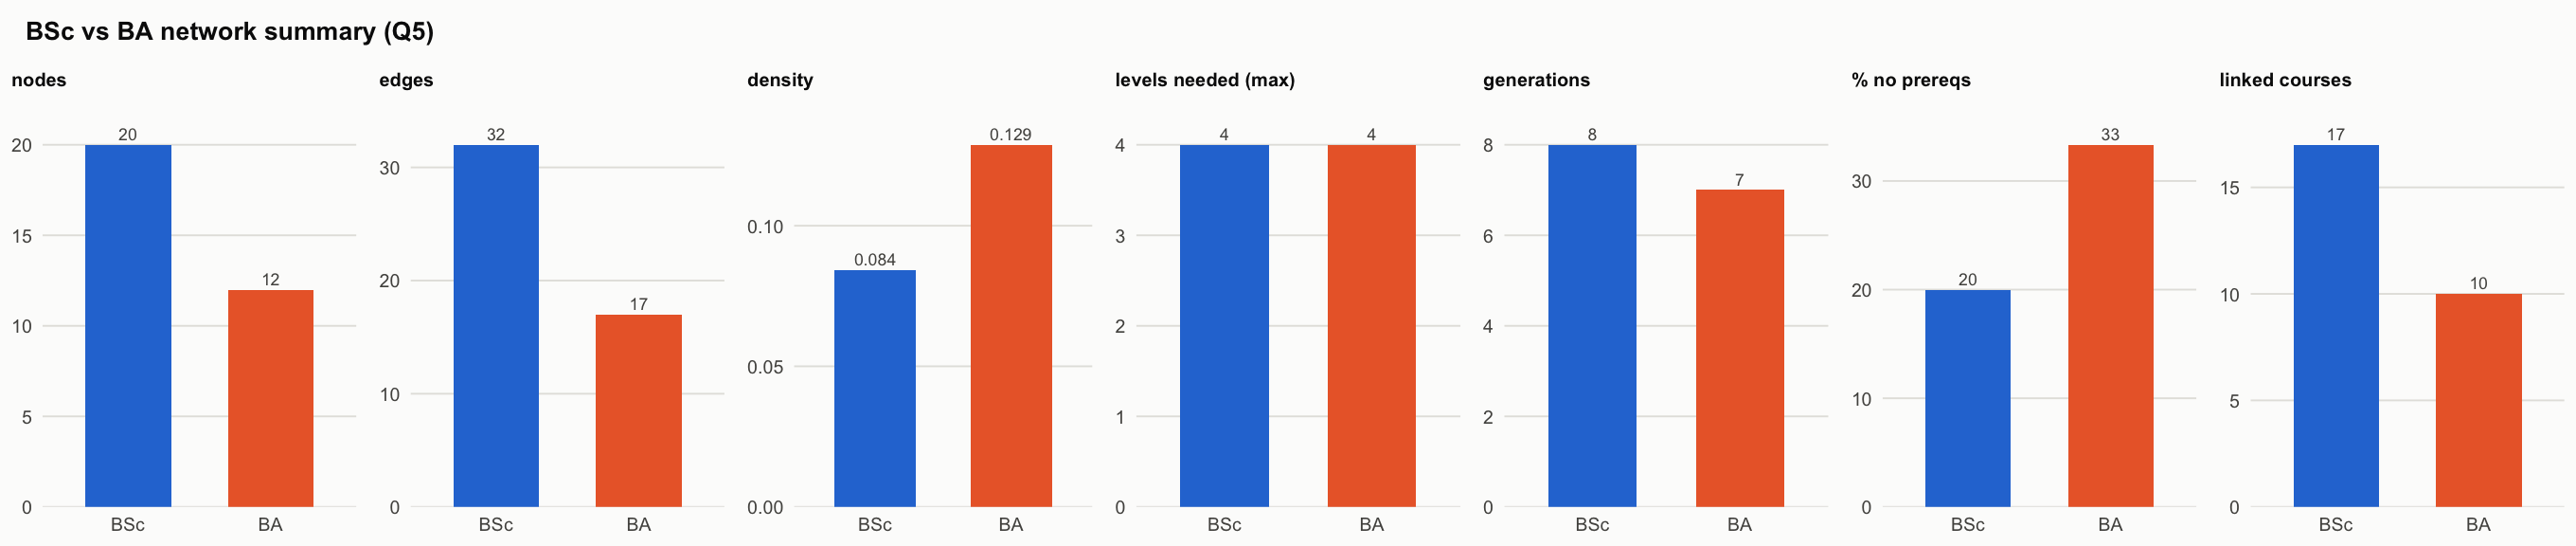 BSc vs BA network summary (Q5)
nodes
20
15
10
5
0
20
12
BSc
BA
edges
30
20
10
0
32
17
BSc
BA
density
0.10
0.05
0.00
0.084
0.129
BSc
BA
levels needed (max)
4
3
2
1
0
4
4
BSc
BA
generations
8
6
4
2
0
8
7
BSc
BA
% no prereqs
30
20
10
0
20
33
BSc
BA
linked courses
15
10
5
0
17
10
BSc
BA